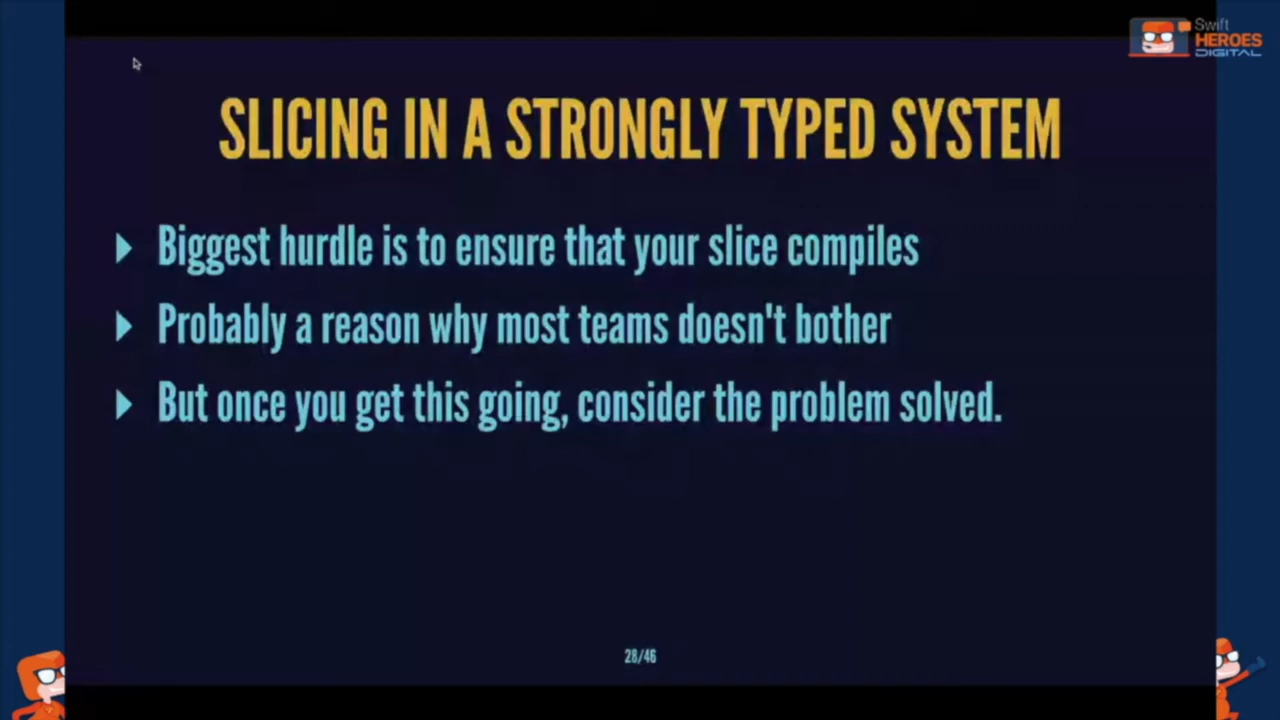 Swift
HEROES
DIGITAL
SLICING IN A STRONGLY TYPED SYSTEM
Biggest hurdle is to ensure that your slice compiles
Probably a reason why most teams doesn't bother
But once you get this going, consider the problem solved.
28/46